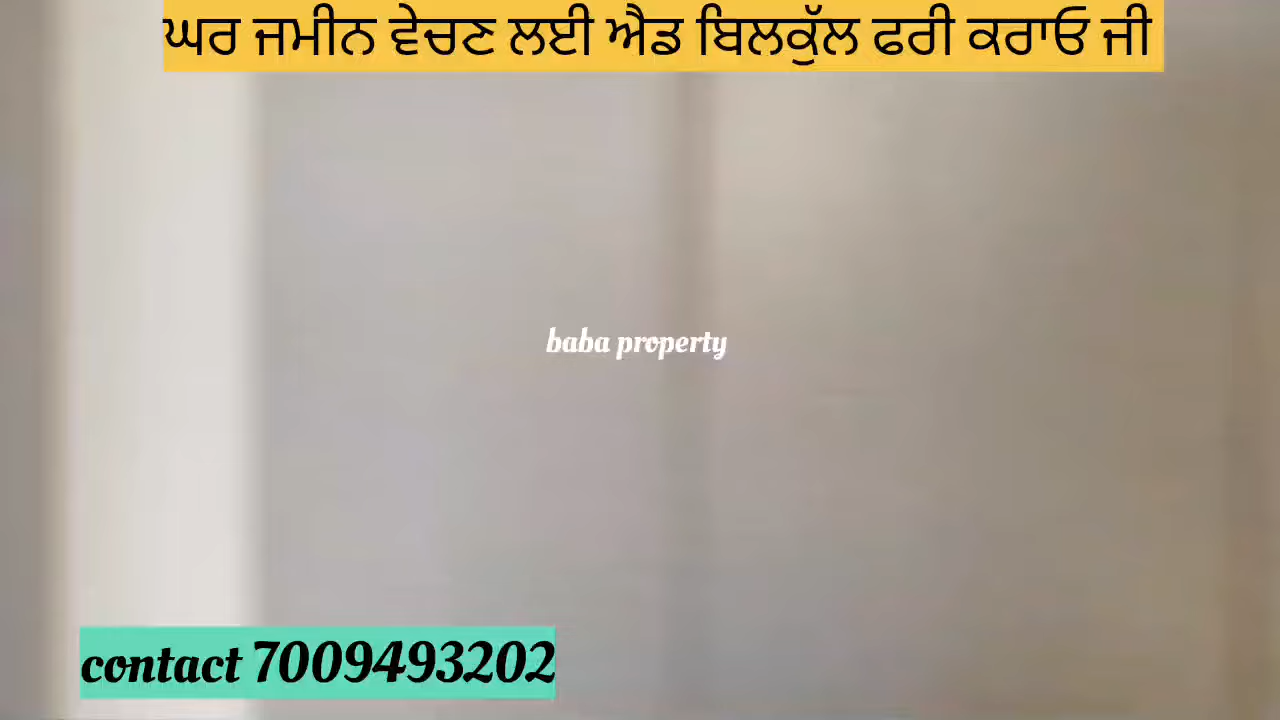 ਘਰ ਜਮੀਨ ਵੇਚਣ ਲਈ ਐਡ ਬਿਲਕੁੱਲ ਫਰੀ ਕਰਾਓ ਜੀ
baba property
contact 7009493202